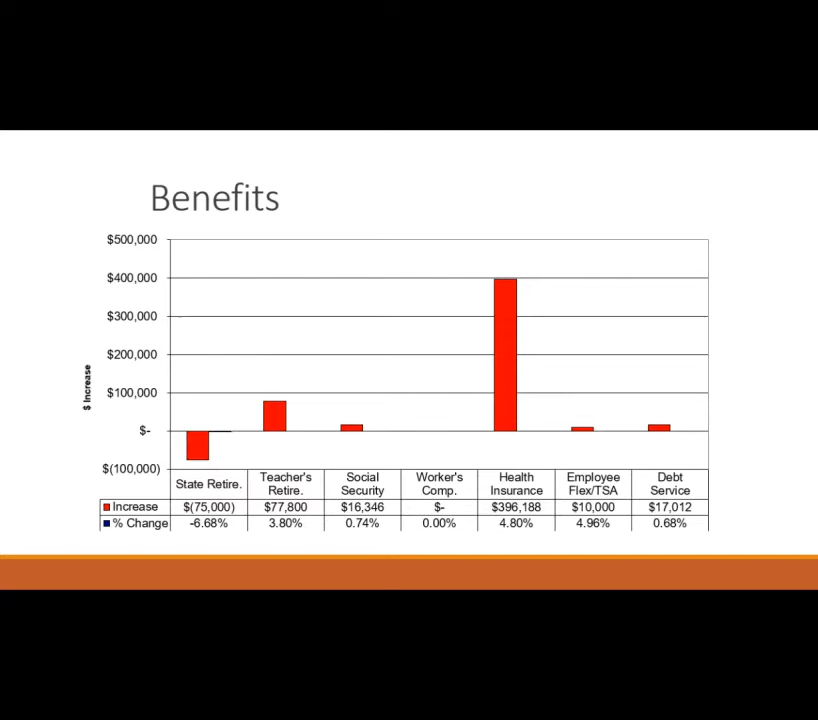 Benefits
$500,000
$400,000
$300,000
$200,000
$100,000
$-
$(100,000)
$ Increase
State Retire. Teacher's Retire. Social Security Worker's Comp. Health Insurance Employee Flex/TSA Debt Service
Increase $(75,000) $77,800 $16,346 $- $396,188 $10,000 $17,012
% Change -6.68% 3.80% 0.74% 0.00% 4.80% 4.96% 0.68%